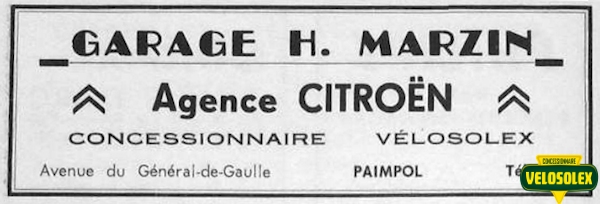 GARAGE H. MARZIN
Agence CITROËN
CONCESSIONNAIRE VÉLOSOLEX
Avenue du Général-de-Gaulle PAIMPOL
CONCESSIONNAIRE
VELOSOLEX